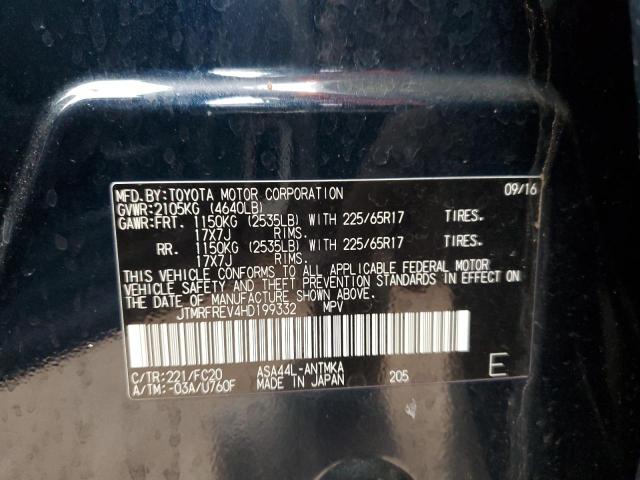 MFD.BY:TOYOTA MOTOR CORPORATION 09/16
GVWR:2105KG (4640LB)
GAWR:FRT. 1150KG (2535LB) WITH 225/65R17 TIRES.
17X7J RIMS.
RR. 1150KG (2535LB) WITH 225/65R17 TIRES.
17X7J RIMS.
THIS VEHICLE CONFORMS TO ALL APPLICABLE FEDERAL MOTOR
VEHICLE SAFETY AND THEFT PREVENTION STANDARDS IN EFFECT ON
THE DATE OF MANUFACTURE SHOWN ABOVE.
JTMRFREV4HD199332 MPV
C/TR:221/FC20 ASA44L-ANTMKA 205 E
A/TM:-03A/U760F MADE IN JAPAN